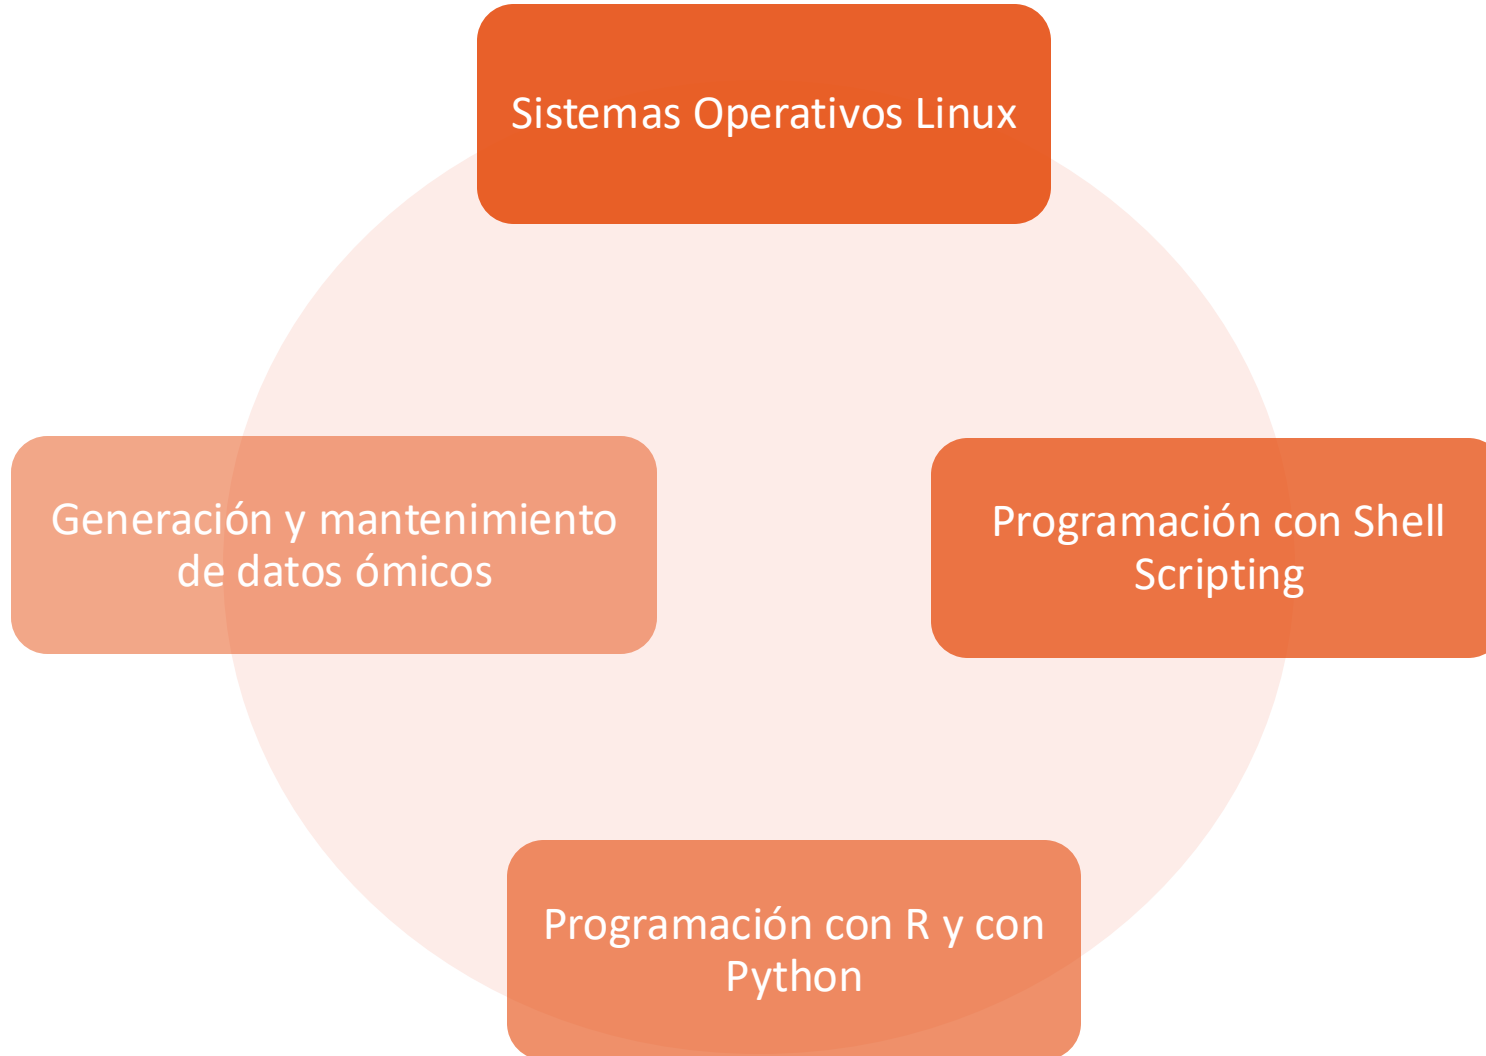 Sistemas Operativos Linux
Generación y mantenimiento
de datos ómicos
Programación con Shell
Scripting
Programación con R y con
Python